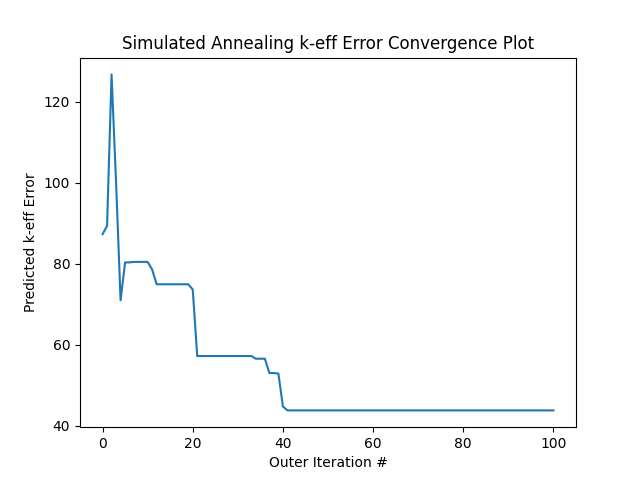 Simulated Annealing k-eff Error Convergence Plot
120
100
80
60
40
Predicted k-eff Error
0 20 40 60 80 100
Outer Iteration #